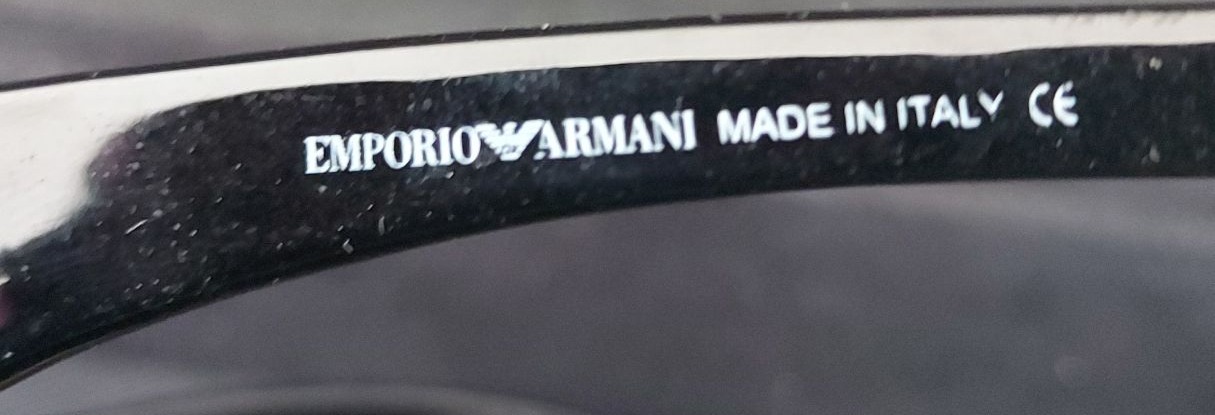 EMPORIO ARMANI MADE IN ITALY CE